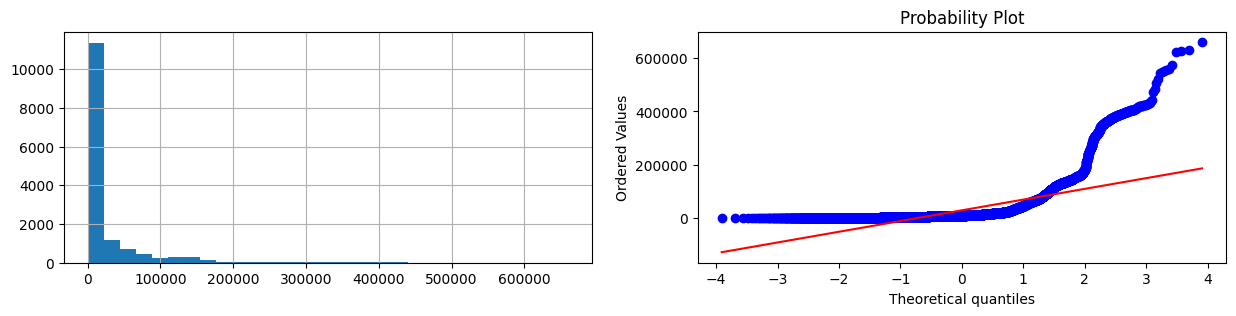 10000
8000
6000
4000
2000
0
0 100000 200000 300000 400000 500000 600000
Probability Plot
Ordered Values
600000
400000
200000
0
−4 −3 −2 −1 0 1 2 3 4
Theoretical quantiles